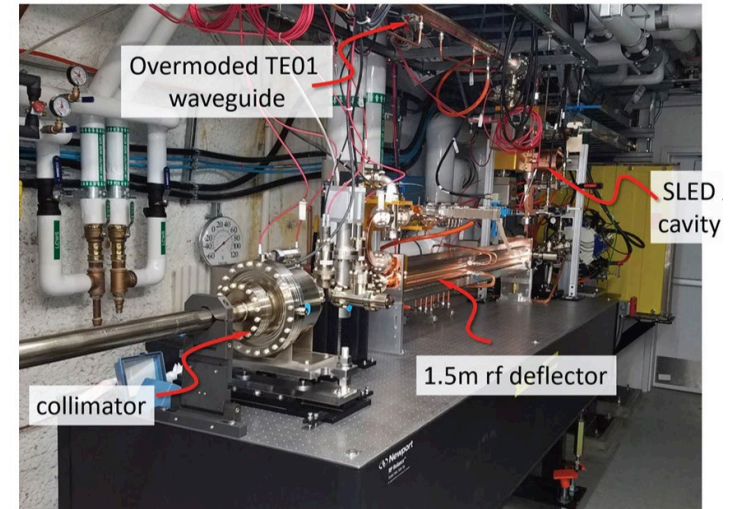 Overmoded TE01
waveguide
SLED
cavity
1.5m rf deflector
collimator
Newport